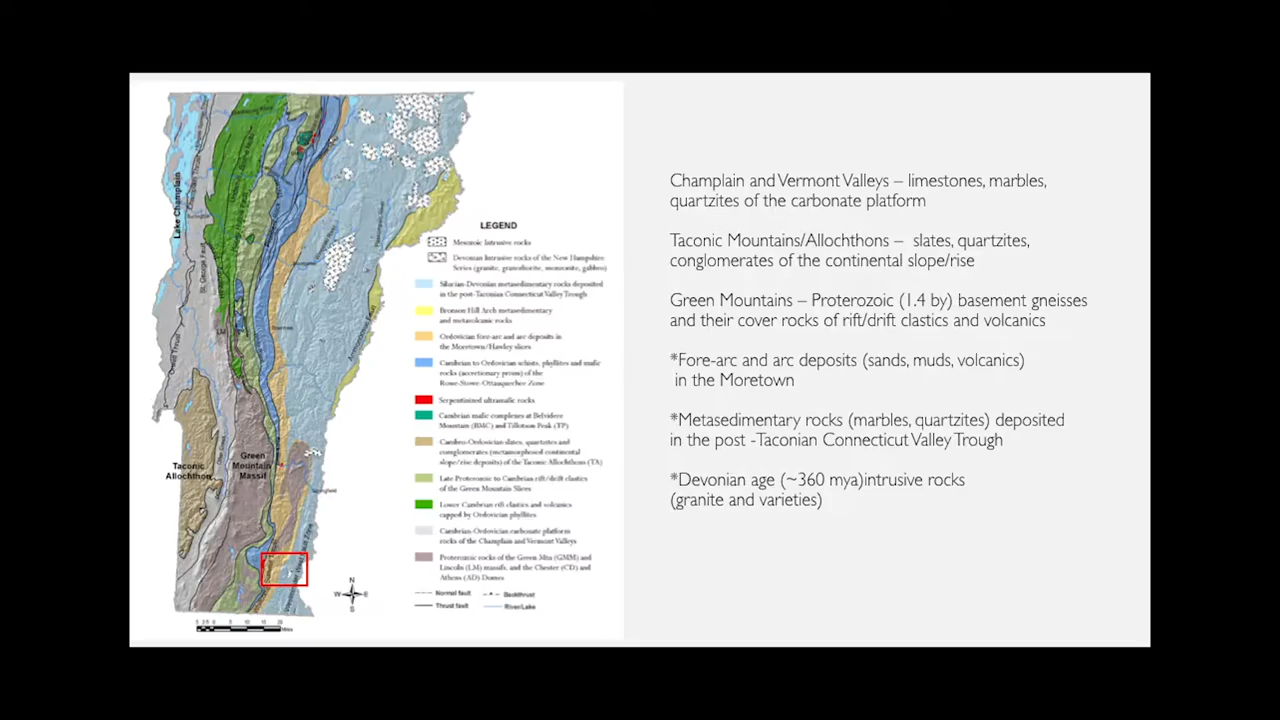 Lake Champlain
Taconic
Allochthon
Green
Mountain
Massif
LEGEND
Mesozoic Intrusive rocks
Devonian Intrusive rocks of the New Hampshire
Series (granite, granodiorite, monzonite, gabbro)
Silurian-Devonian metasedimentary rocks deposited
in the post-Taconian Connecticut Valley Trough
Bronson Hill Arch metasedimentary
and metavolcanic rocks
Ordovician fore-arc and arc deposits in
the Moretown/Hawley slices
Cambrian to Ordovician schists, phyllites and mafic
rocks (accretionary prism) of the
Rowe-Stowe-Ottauquechee Zone
Serpentinized ultramafic rocks
Cambrian mafic complexes at Belvidere
Mountain (BMC) and Tillotson Peak (TP)
Cambro-Ordovician slates, quartzites and
conglomerates (metamorphosed continental
slope/rise deposits) of the Taconic Allochthons (TA)
Late Proterozoic to Cambrian rift/drift clastics
of the Green Mountain Slices
Lower Cambrian rift clastics and volcanics
capped by Ordovician phyllites
Cambrian-Ordovician carbonate platform
rocks of the Champlain and Vermont Valleys
Proterozoic rocks of the Green Mtn (GMM) and
Lincoln (LM) massifs, and the Chester (CD) and
Athens (AD) Domes
Normal fault
Backthrust
Thrust fault
River/Lake
N
W E
S
Miles
Champlain and Vermont Valleys – limestones, marbles,
quartzites of the carbonate platform
Taconic Mountains/Allochthons – slates, quartzites,
conglomerates of the continental slope/rise
Green Mountains – Proterozoic (1.4 by) basement gneisses
and their cover rocks of rift/drift clastics and volcanics
*Fore-arc and arc deposits (sands, muds, volcanics)
in the Moretown
*Metasedimentary rocks (marbles, quartzites) deposited
in the post -Taconian Connecticut Valley Trough
*Devonian age (~360 mya)intrusive rocks
(granite and varieties)